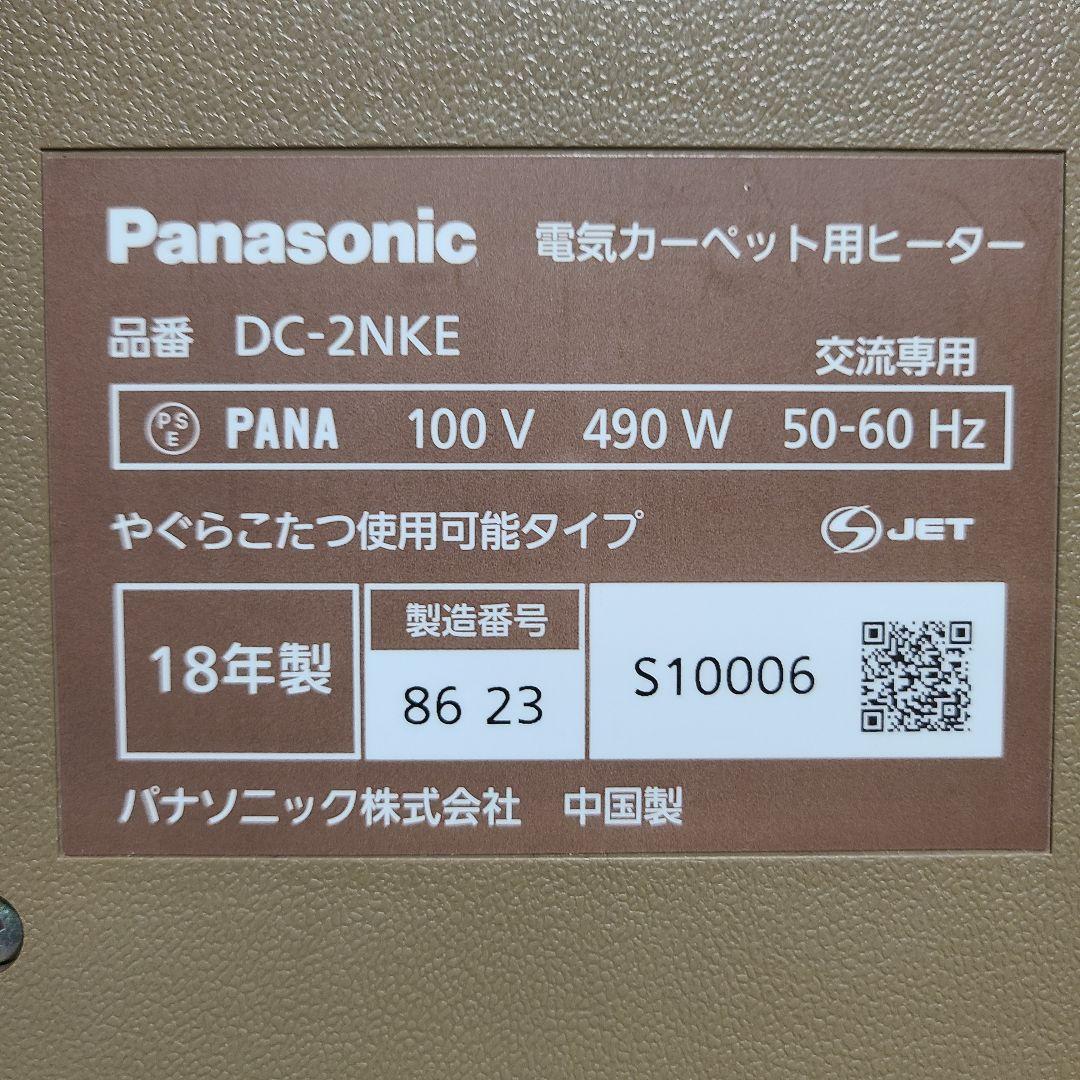 Panasonic 電気カーペット用ヒーター
品番 DC-2NKE 交流専用
PSE PANA 100 V 490 W 50-60 Hz
やぐらこたつ使用可能タイプ S JET
18年製
製造番号
86 23
S10006
パナソニック株式会社 中国製